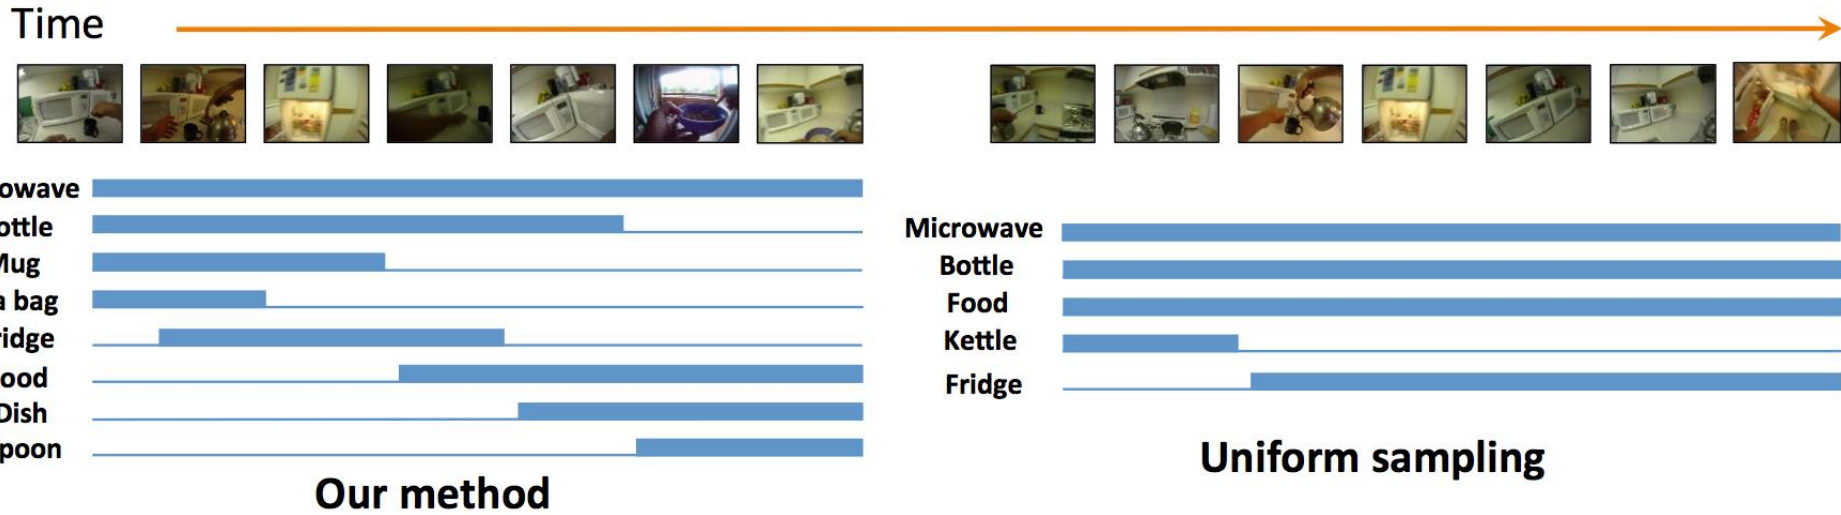 Time
owave
ottle
Mug
a bag
ridge
ood
Dish
poon
Our method
Microwave
Bottle
Food
Kettle
Fridge
Uniform sampling